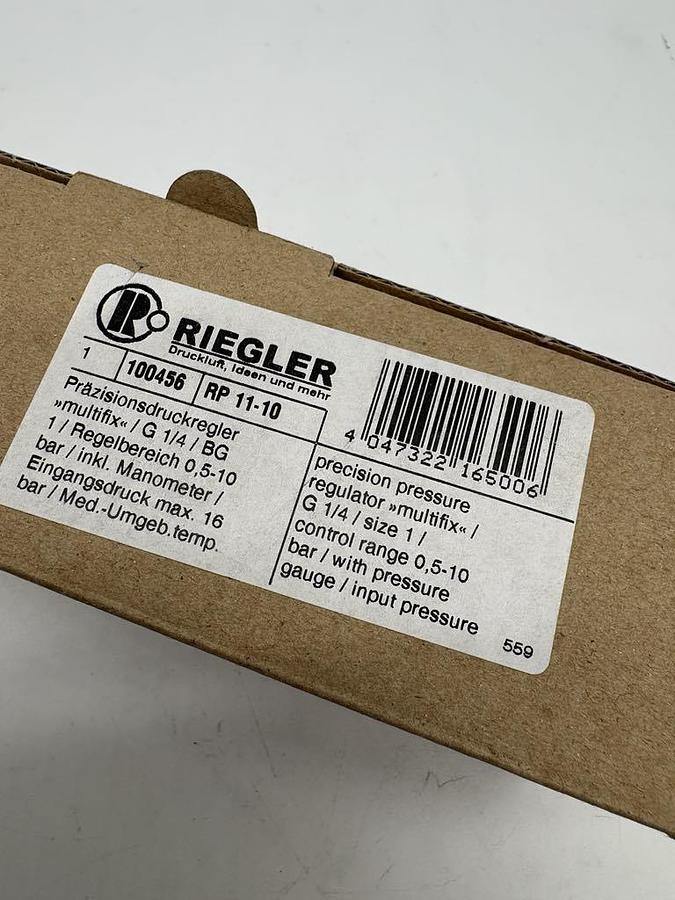 RIEGLER
Druckluft, Ideen und mehr
1 100456 RP 11-10
Präzisionsdruckregler
»multifix« / G 1/4 / BG
1 / Regelbereich 0,5-10
bar / inkl. Manometer /
Eingangsdruck max. 16
bar / Med.-Umgeb.temp.
4 047322 165006
precision pressure
regulator »multifix« /
G 1/4 / size 1 /
control range 0,5-10
bar / with pressure
gauge / input pressure
559